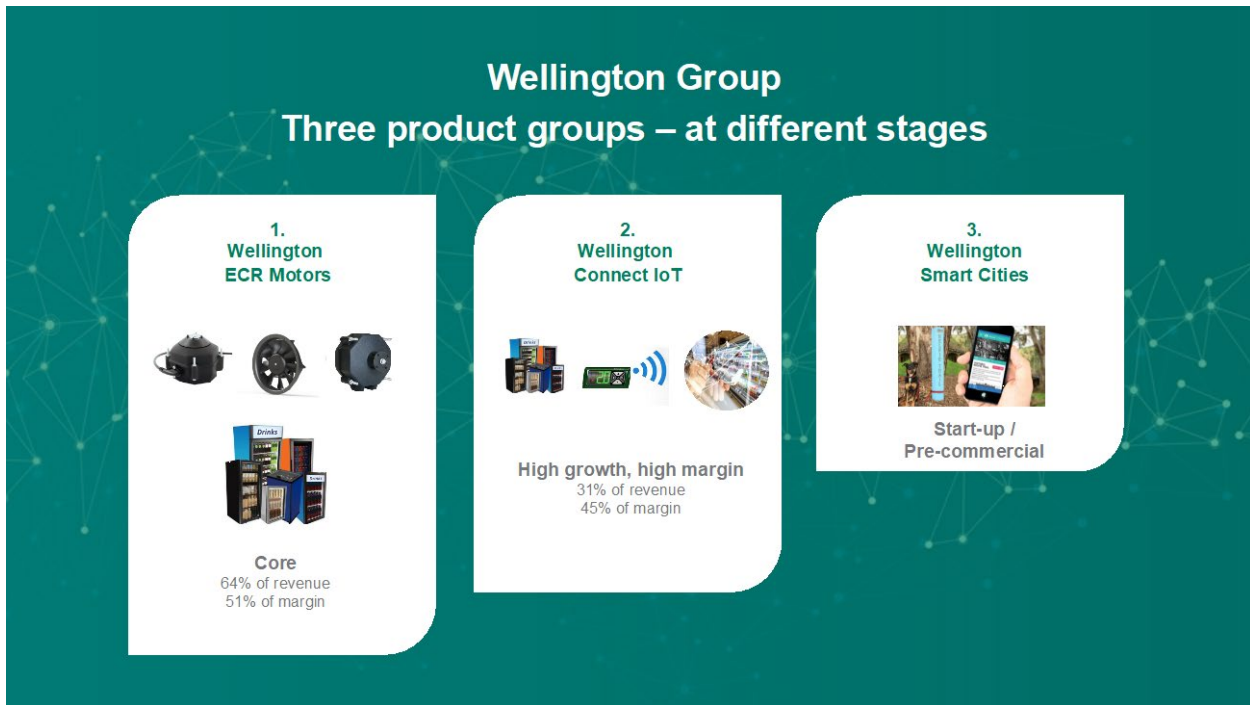 Wellington Group
Three product groups – at different stages
1.
Wellington
ECR Motors
Drinks
Core
64% of revenue
51% of margin
2.
Wellington
Connect IoT
High growth, high margin
31% of revenue
45% of margin
3.
Wellington
Smart Cities
Start-up /
Pre-commercial